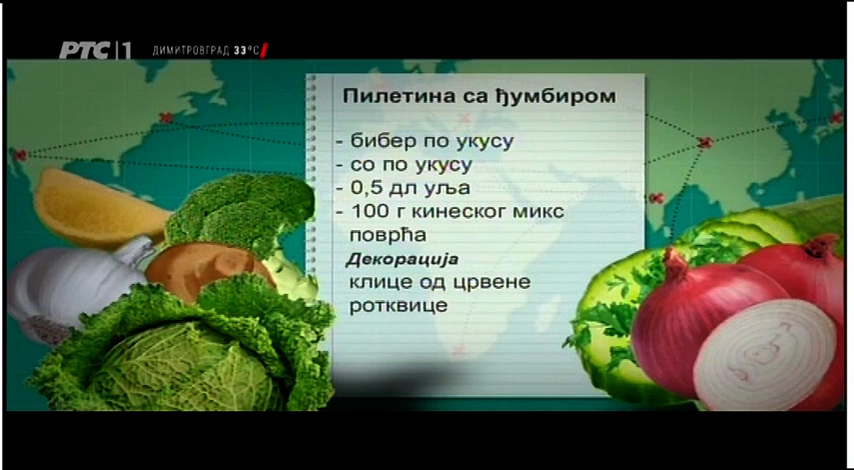 РТС|1 ДИМИТРОВГРАД 33°C
Пилетина са ђумбиром
- бибер по укусу
- со по укусу
- 0,5 дл уља
- 100 г кинеског микс
поврћа
Декорација
клице од црвене
ротквице